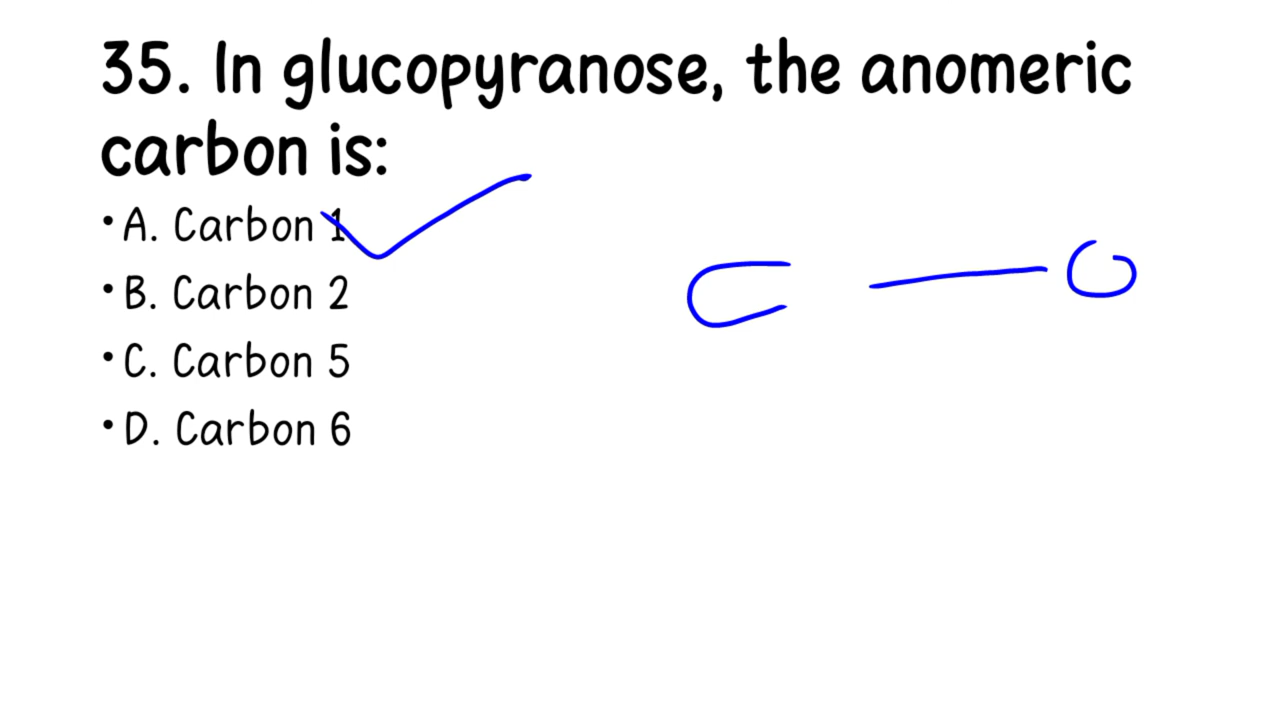 35. In glucopyranose, the anomeric
carbon is:
• A. Carbon 1
• B. Carbon 2
• C. Carbon 5
• D. Carbon 6
C — O